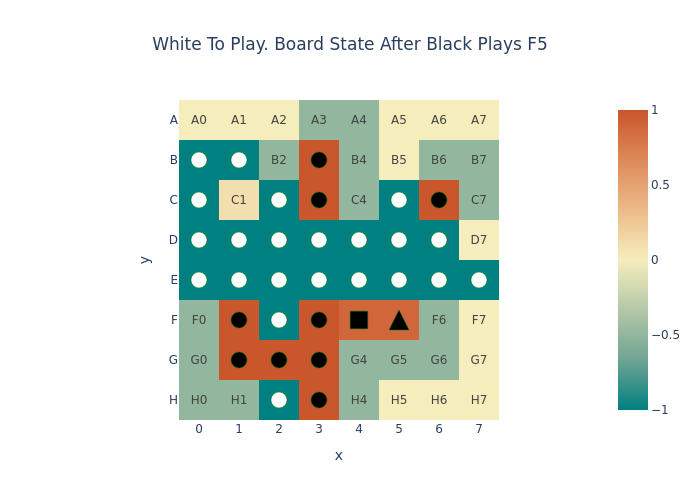 White To Play. Board State After Black Plays F5
A A0 A1 A2 A3 A4 A5 A6 A7
B B2 B4 B5 B6 B7
C C1 C4 C7
D D7
E
F F0 F6 F7
G G0 G4 G5 G6 G7
H H0 H1 H4 H5 H6 H7
0 1 2 3 4 5 6 7
x
y
1
0.5
0
−0.5
−1